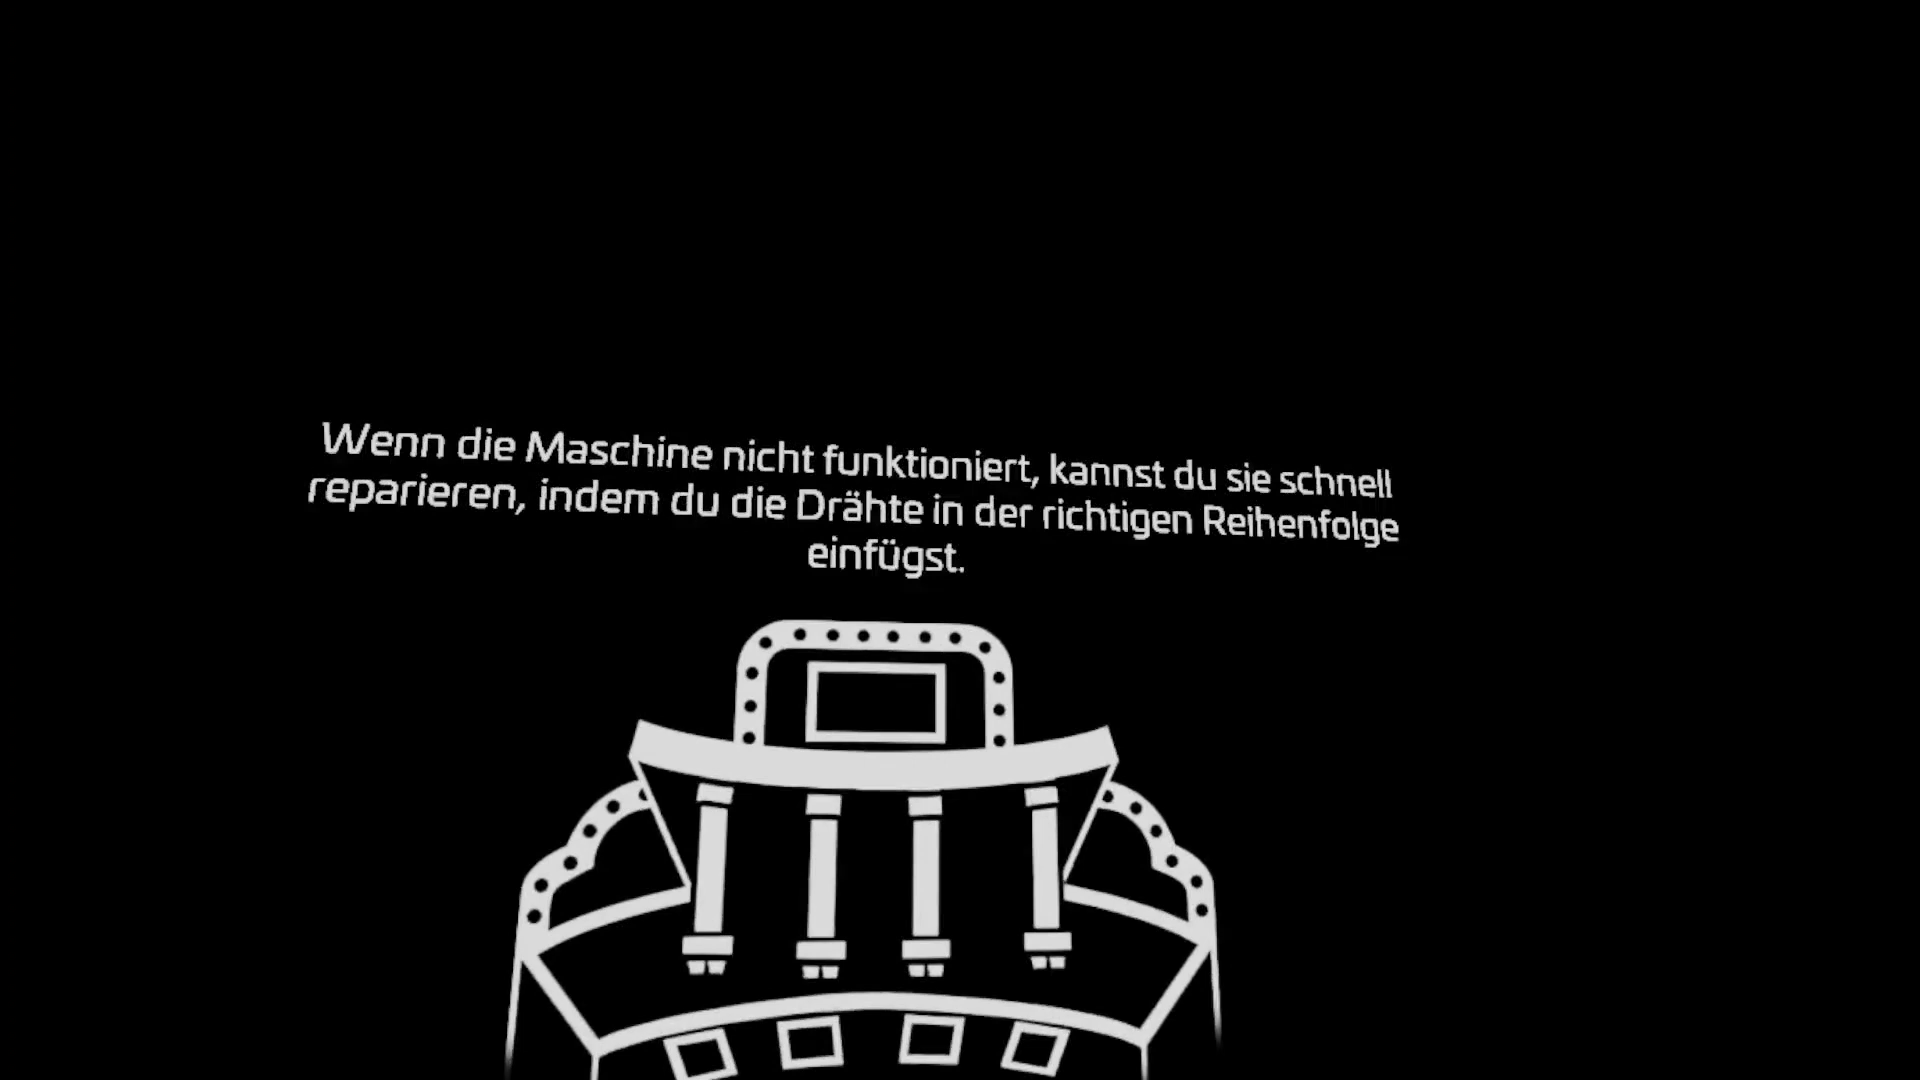 Wenn die Maschine nicht funktioniert, kannst du sie schnell
reparieren, indem du die Drähte in der richtigen Reihenfolge
einfügst.